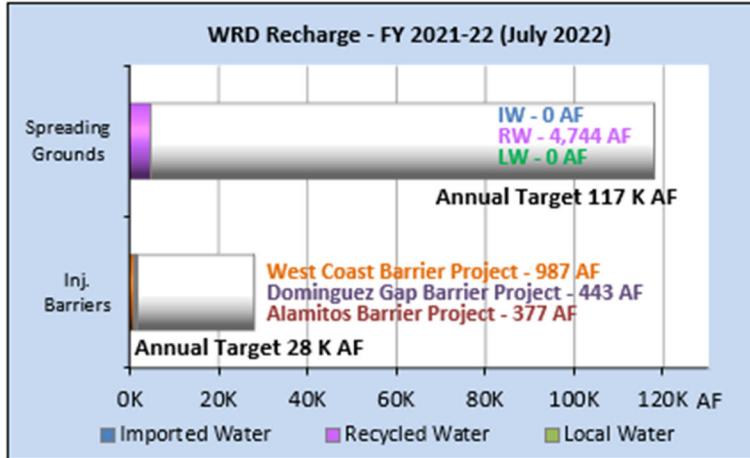 WRD Recharge - FY 2021-22 (July 2022)
Spreading
Grounds
IW - 0 AF
RW - 4,744 AF
LW - 0 AF
Annual Target 117 K AF
Inj.
Barriers
West Coast Barrier Project - 987 AF
Dominguez Gap Barrier Project - 443 AF
Alamitos Barrier Project - 377 AF
Annual Target 28 K AF
0K 20K 40K 60K 80K 100K 120K AF
Imported Water Recycled Water Local Water